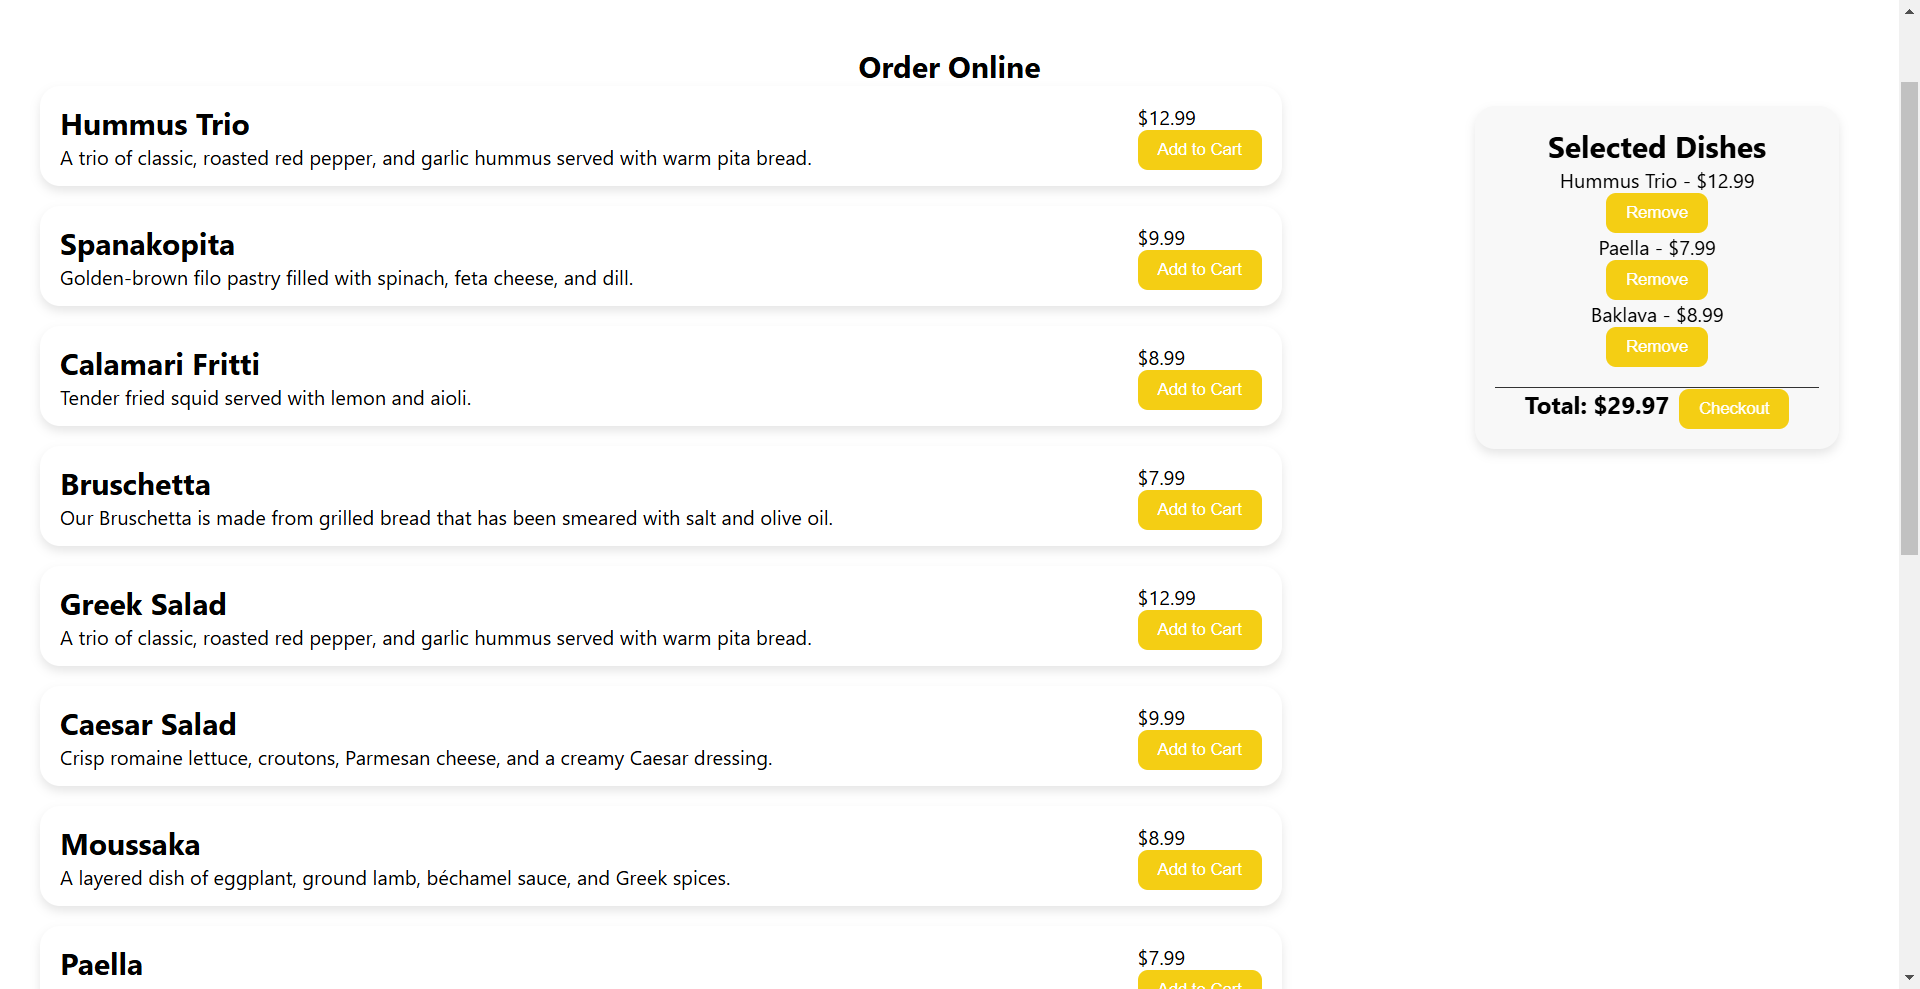 Order Online
Hummus Trio
A trio of classic, roasted red pepper, and garlic hummus served with warm pita bread.
$12.99
Add to Cart
Spanakopita
Golden-brown filo pastry filled with spinach, feta cheese, and dill.
$9.99
Add to Cart
Calamari Fritti
Tender fried squid served with lemon and aioli.
$8.99
Add to Cart
Bruschetta
Our Bruschetta is made from grilled bread that has been smeared with salt and olive oil.
$7.99
Add to Cart
Greek Salad
A trio of classic, roasted red pepper, and garlic hummus served with warm pita bread.
$12.99
Add to Cart
Caesar Salad
Crisp romaine lettuce, croutons, Parmesan cheese, and a creamy Caesar dressing.
$9.99
Add to Cart
Moussaka
A layered dish of eggplant, ground lamb, béchamel sauce, and Greek spices.
$8.99
Add to Cart
Paella
$7.99
Add to Cart
Selected Dishes
Hummus Trio - $12.99
Remove
Paella - $7.99
Remove
Baklava - $8.99
Remove
Total: $29.97 Checkout